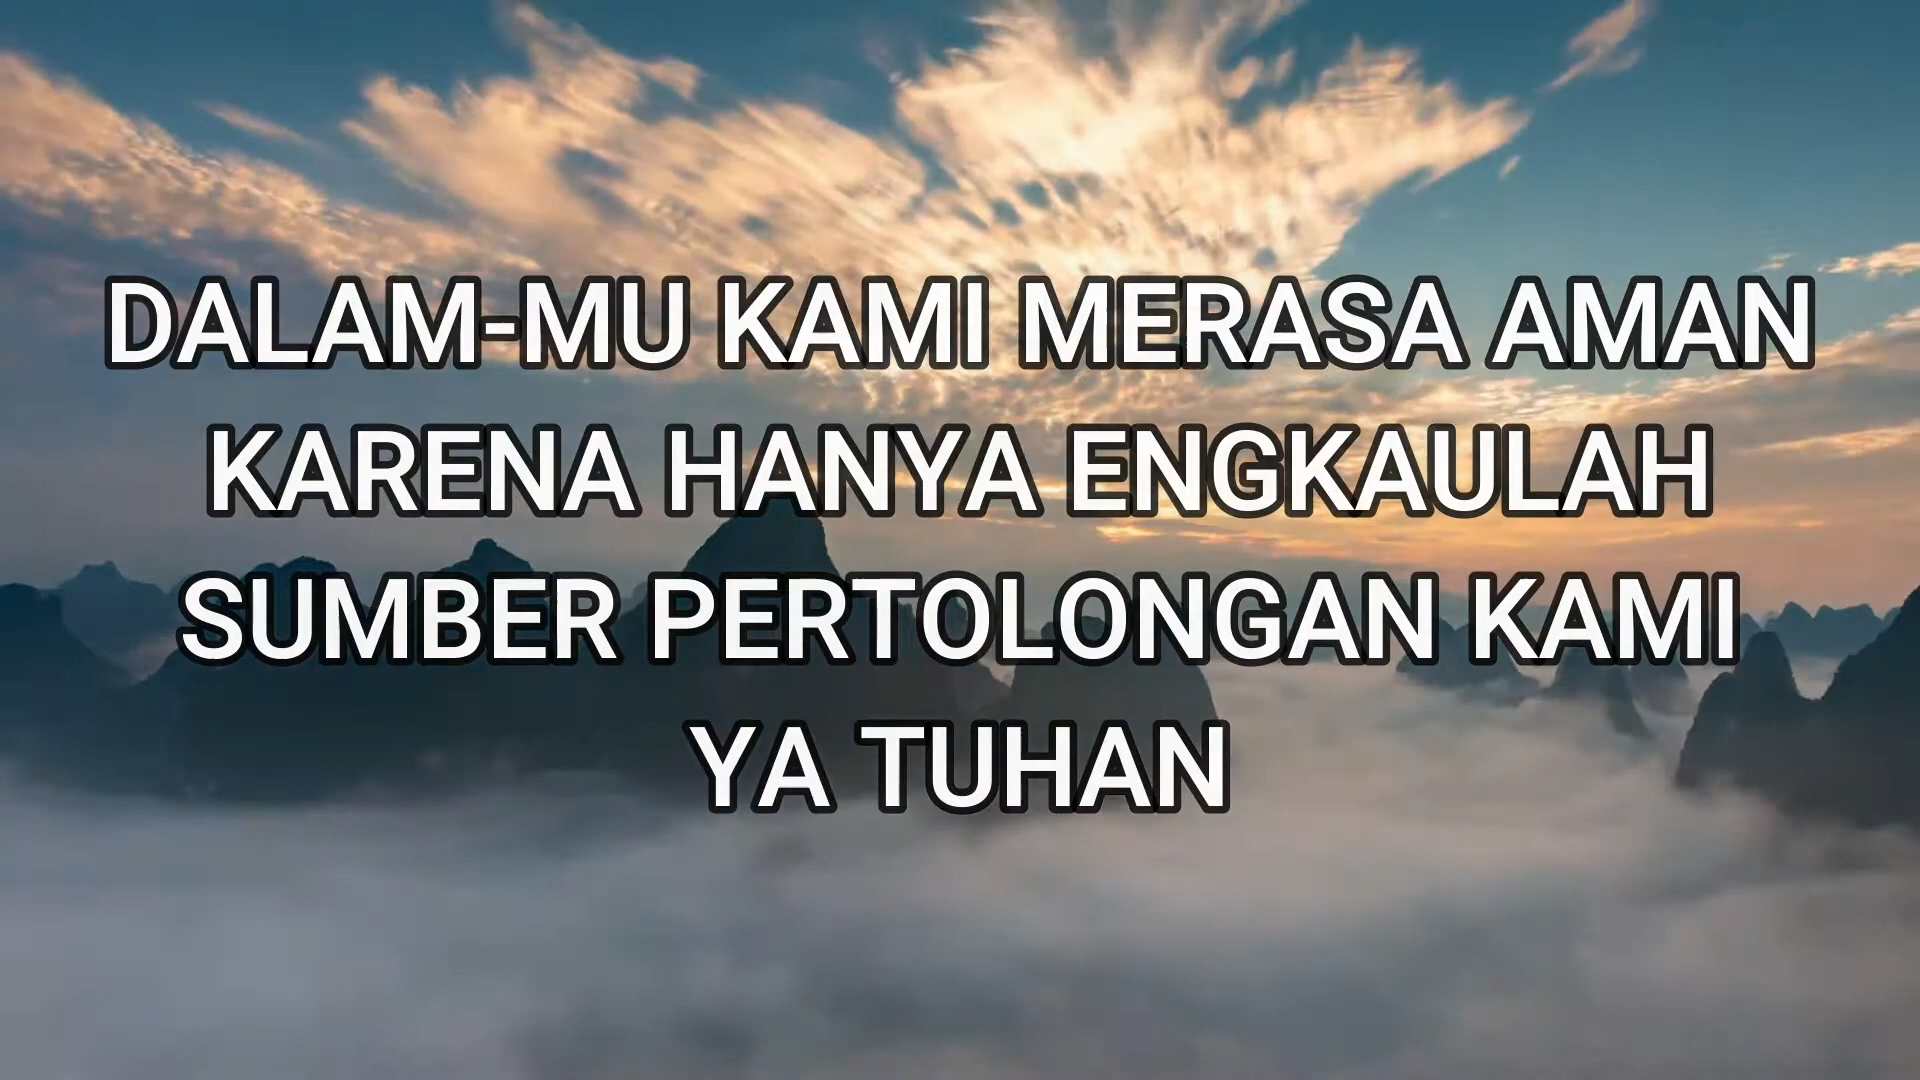 DALAM-MU KAMI MERASA AMAN
KARENA HANYA ENGKAULAH
SUMBER PERTOLONGAN KAMI
YA TUHAN